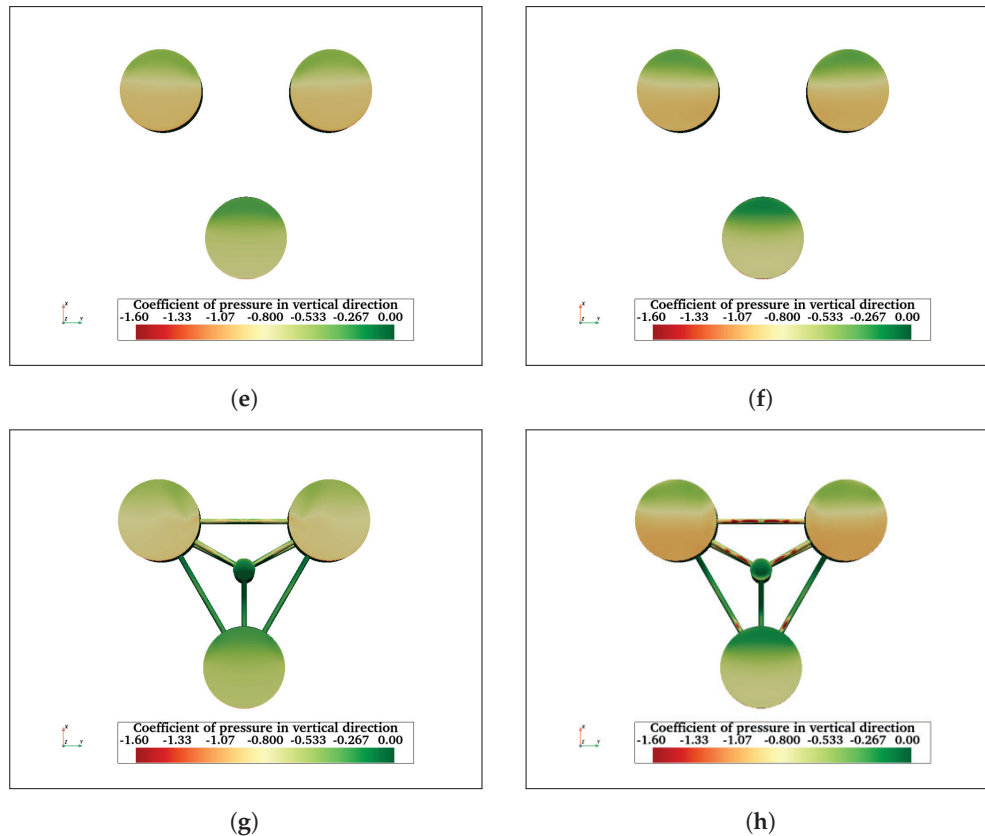 Coefficient of pressure in vertical direction
-1.60 -1.33 -1.07 -0.800 -0.533 -0.267 0.00
X
Z Y
(e)
Coefficient of pressure in vertical direction
-1.60 -1.33 -1.07 -0.800 -0.533 -0.267 0.00
X
Z Y
(f)
Coefficient of pressure in vertical direction
-1.60 -1.33 -1.07 -0.800 -0.533 -0.267 0.00
X
Z Y
(g)
Coefficient of pressure in vertical direction
-1.60 -1.33 -1.07 -0.800 -0.533 -0.267 0.00
X
Z Y
(h)